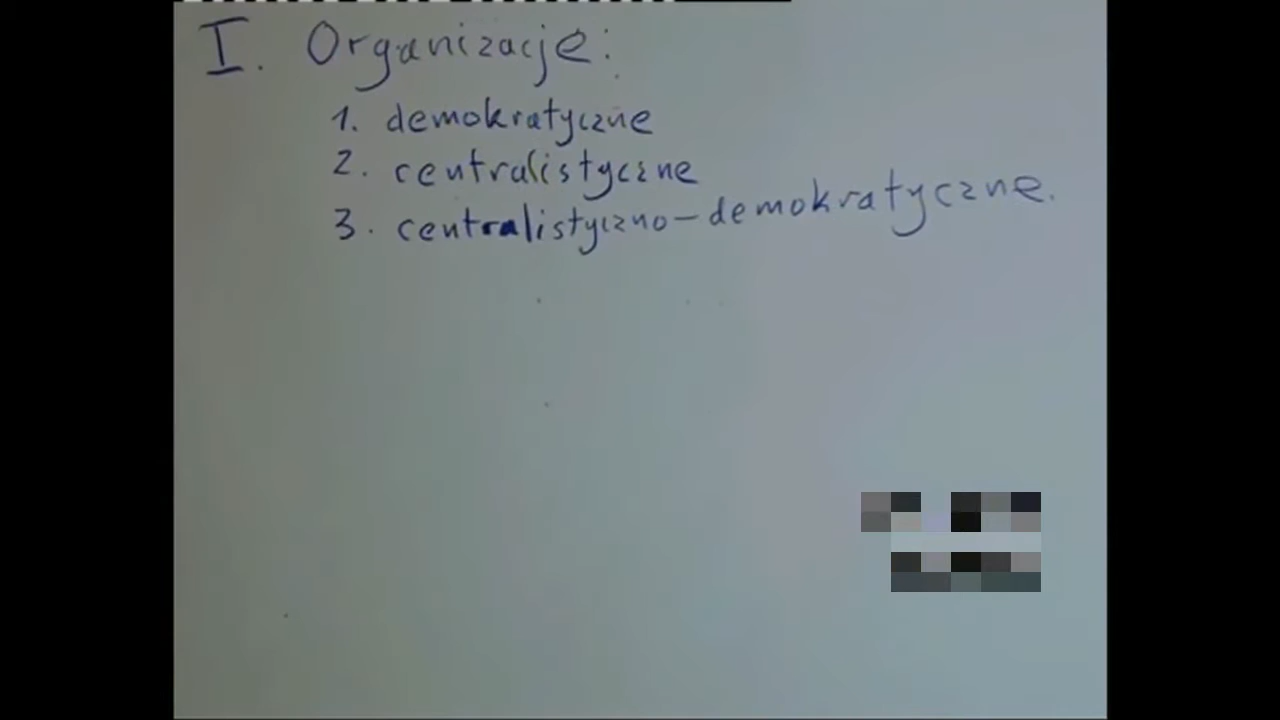 I. Organizacje:
1. demokratyczne
2. centralistyczne
3. centralistyczno-demokratyczne.